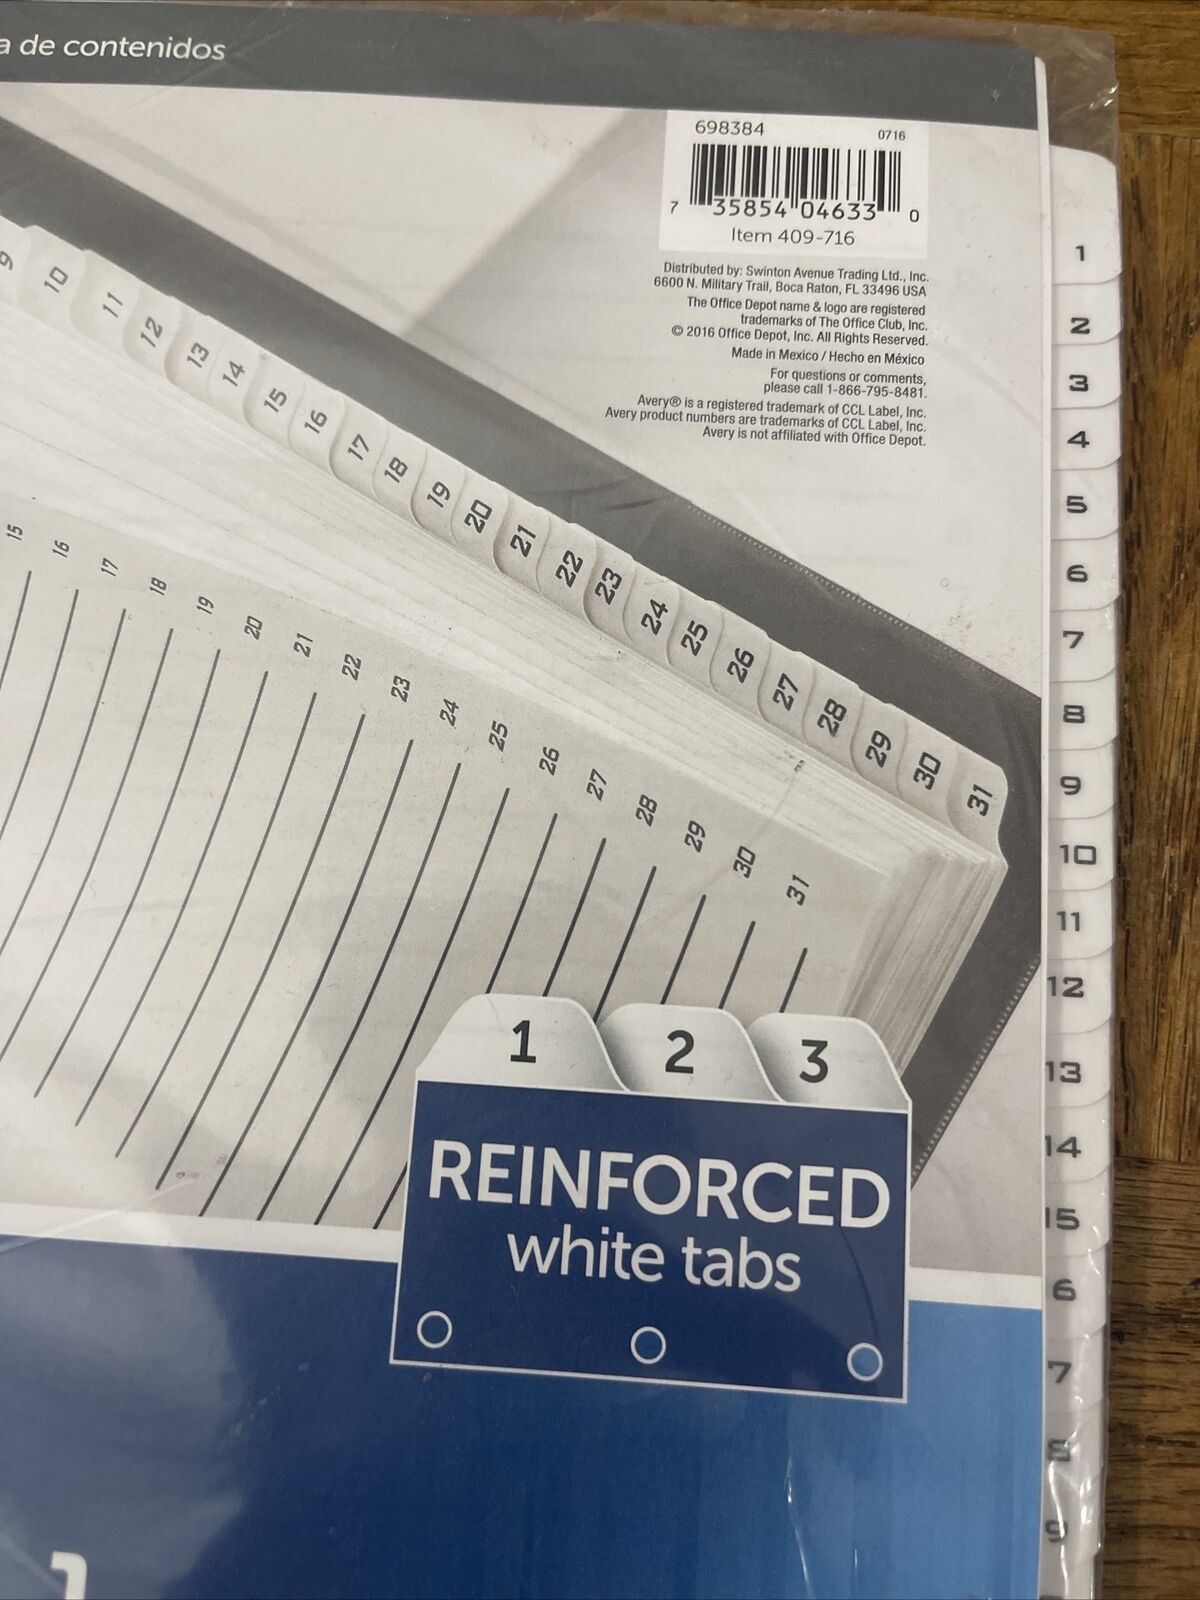 a de contenidos
698384 0716
7 35854 04633 0
Item 409-716
Distributed by: Swinton Avenue Trading Ltd., Inc.
6600 N. Military Trail, Boca Raton, FL 33496 USA
The Office Depot name & logo are registered
trademarks of The Office Club, Inc.
© 2016 Office Depot, Inc. All Rights Reserved.
Made in Mexico / Hecho en México
For questions or comments,
please call 1-866-795-8481.
Avery® is a registered trademark of CCL Label, Inc.
Avery product numbers are trademarks of CCL Label, Inc.
Avery is not affiliated with Office Depot.
9 10 11 12 13 14 15 16 17 18 19 20 21 22 23 24 25 26 27 28 29 30 31
15 16 17 18 19 20 21 22 23 24 25 26 27 28 29 30 31
1 2 3
REINFORCED
white tabs
1
1
2
3
4
5
6
7
8
9
10
11
12
13
14
15
6
7
8
9